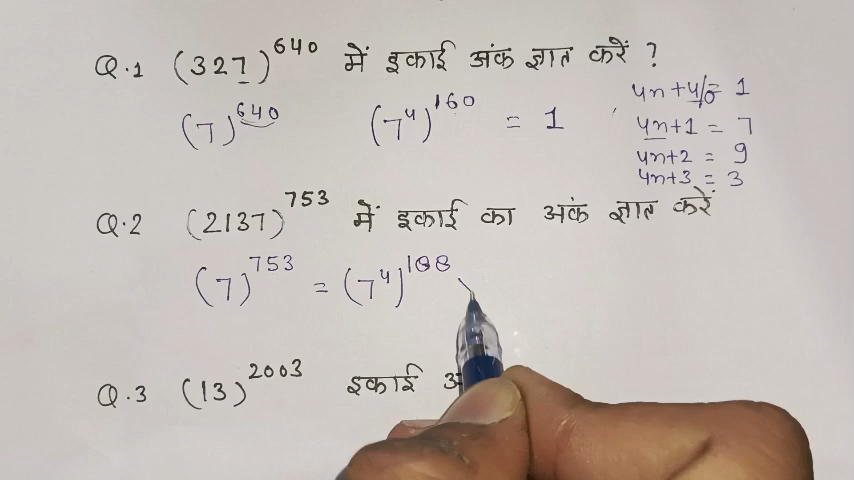 Q.1 (327)^640 में इकाई अंक ज्ञात करें ?
(7)^640 (7^4)^160 = 1
4n+4/0 = 1
4n+1 = 7
4n+2 = 9
4n+3 = 3
Q.2 (2137)^753 में इकाई का अंक ज्ञात करें
(7)^753 = (7^4)^188
Q.3 (13)^2003 इकाई